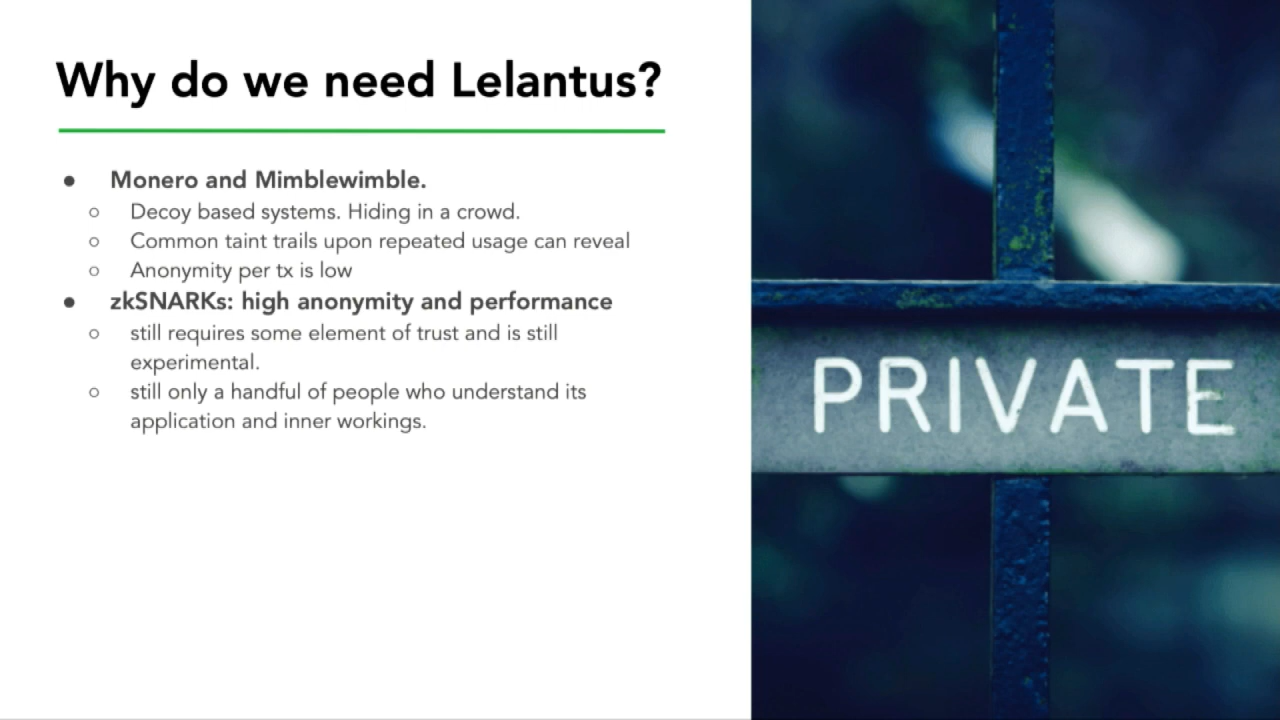 Why do we need Lelantus?
● Monero and Mimblewimble.
○ Decoy based systems. Hiding in a crowd.
○ Common taint trails upon repeated usage can reveal
○ Anonymity per tx is low
● zkSNARKs: high anonymity and performance
○ still requires some element of trust and is still
experimental.
○ still only a handful of people who understand its
application and inner workings.
PRIVATE